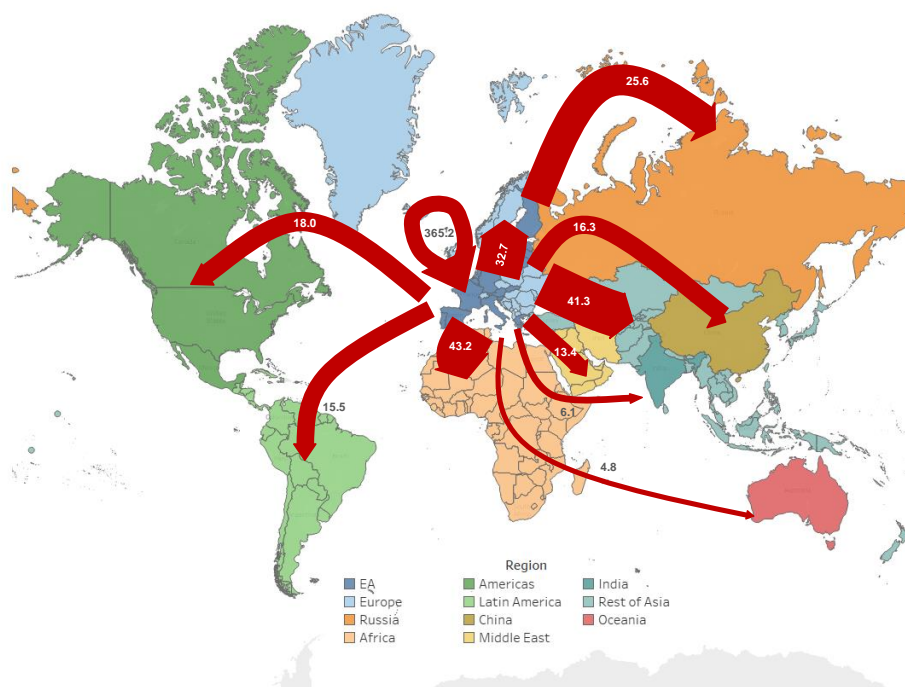 25.6
18.0
365.2
32.7
16.3
41.3
43.2
13.4
15.5
6.1
4.8
Region
EA
Europe
Russia
Africa
Americas
Latin America
China
Middle East
India
Rest of Asia
Oceania